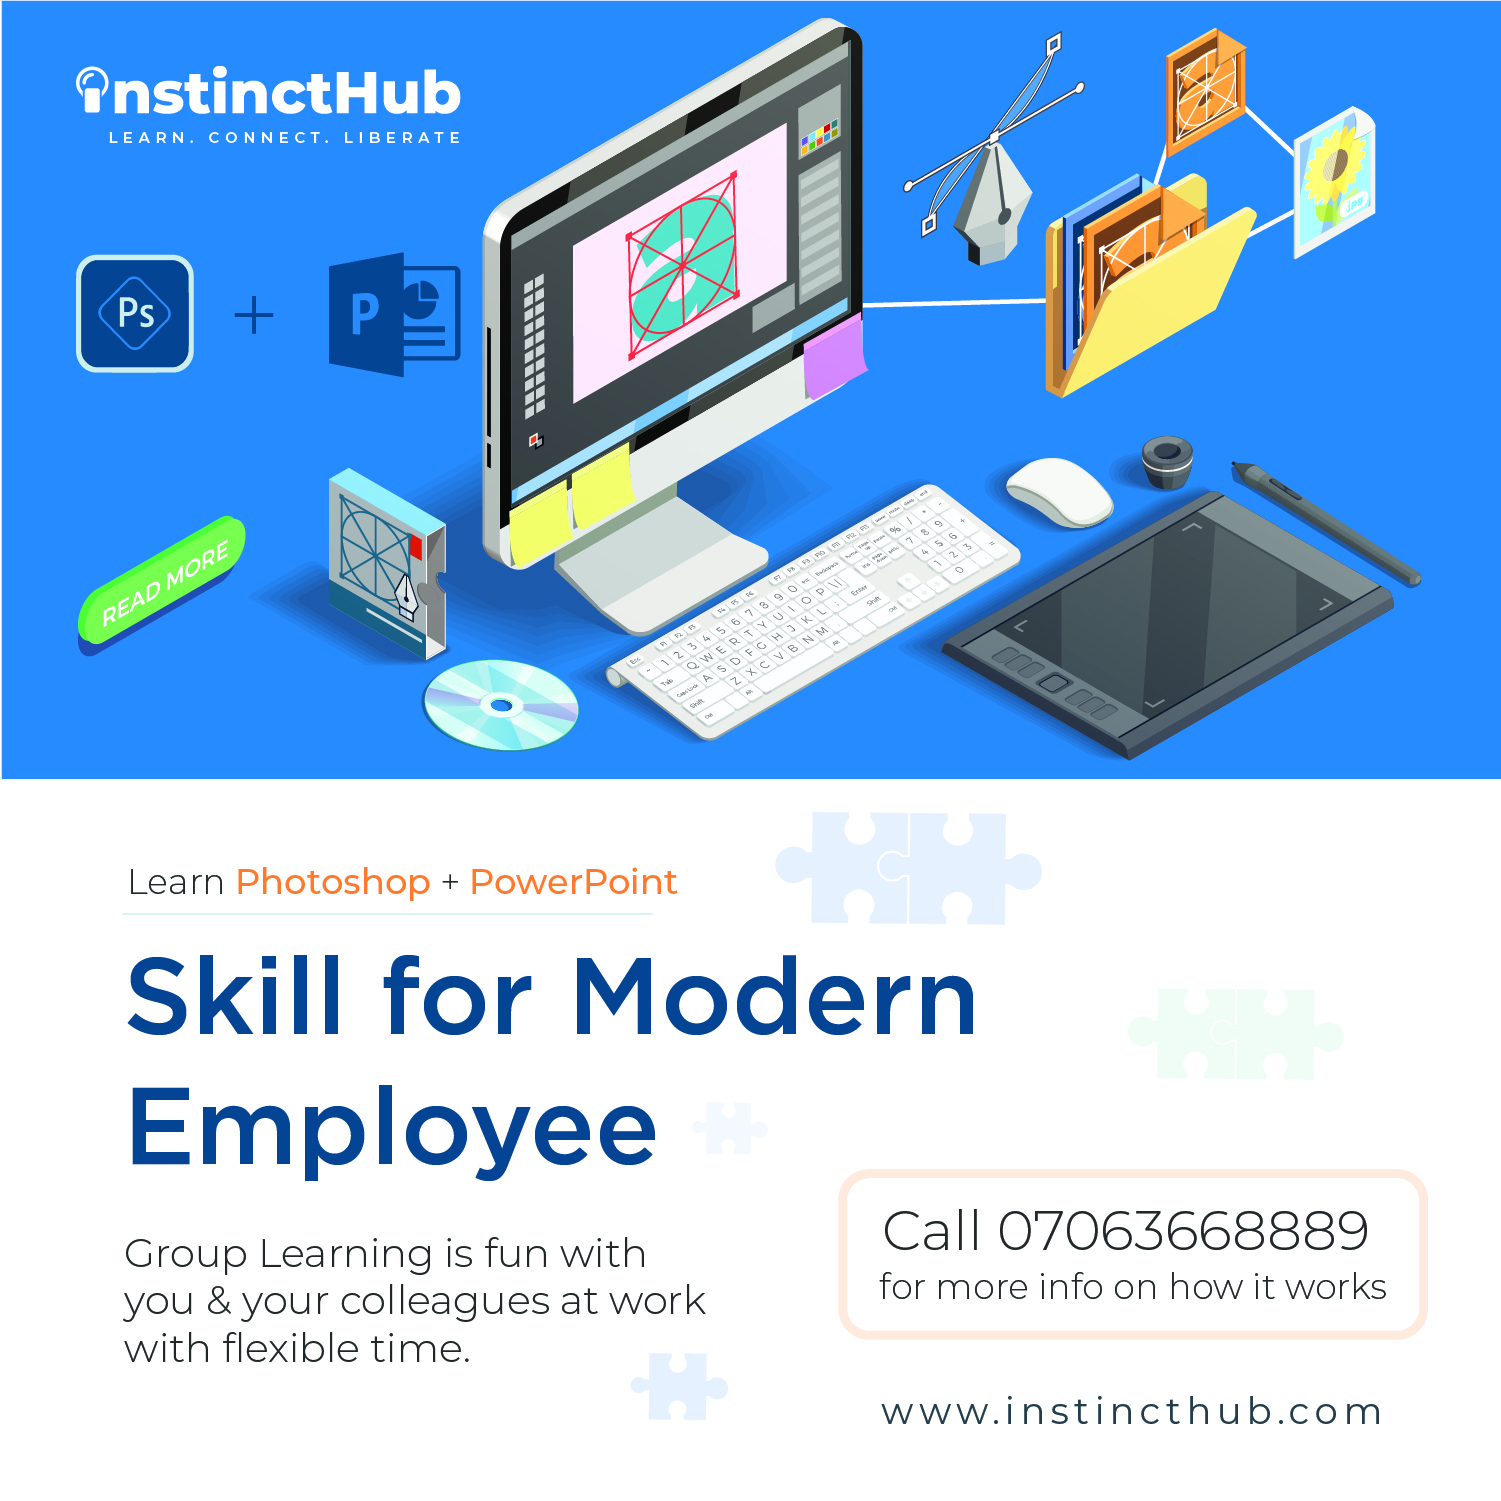 instinctHub
LEARN. CONNECT. LIBERATE
Ps
+
P
jpg
READ MORE
Learn Photoshop + PowerPoint
Skill for Modern
Employee
Group Learning is fun with
you & your colleagues at work
with flexible time.
Call 07063668889
for more info on how it works
www.instincthub.com